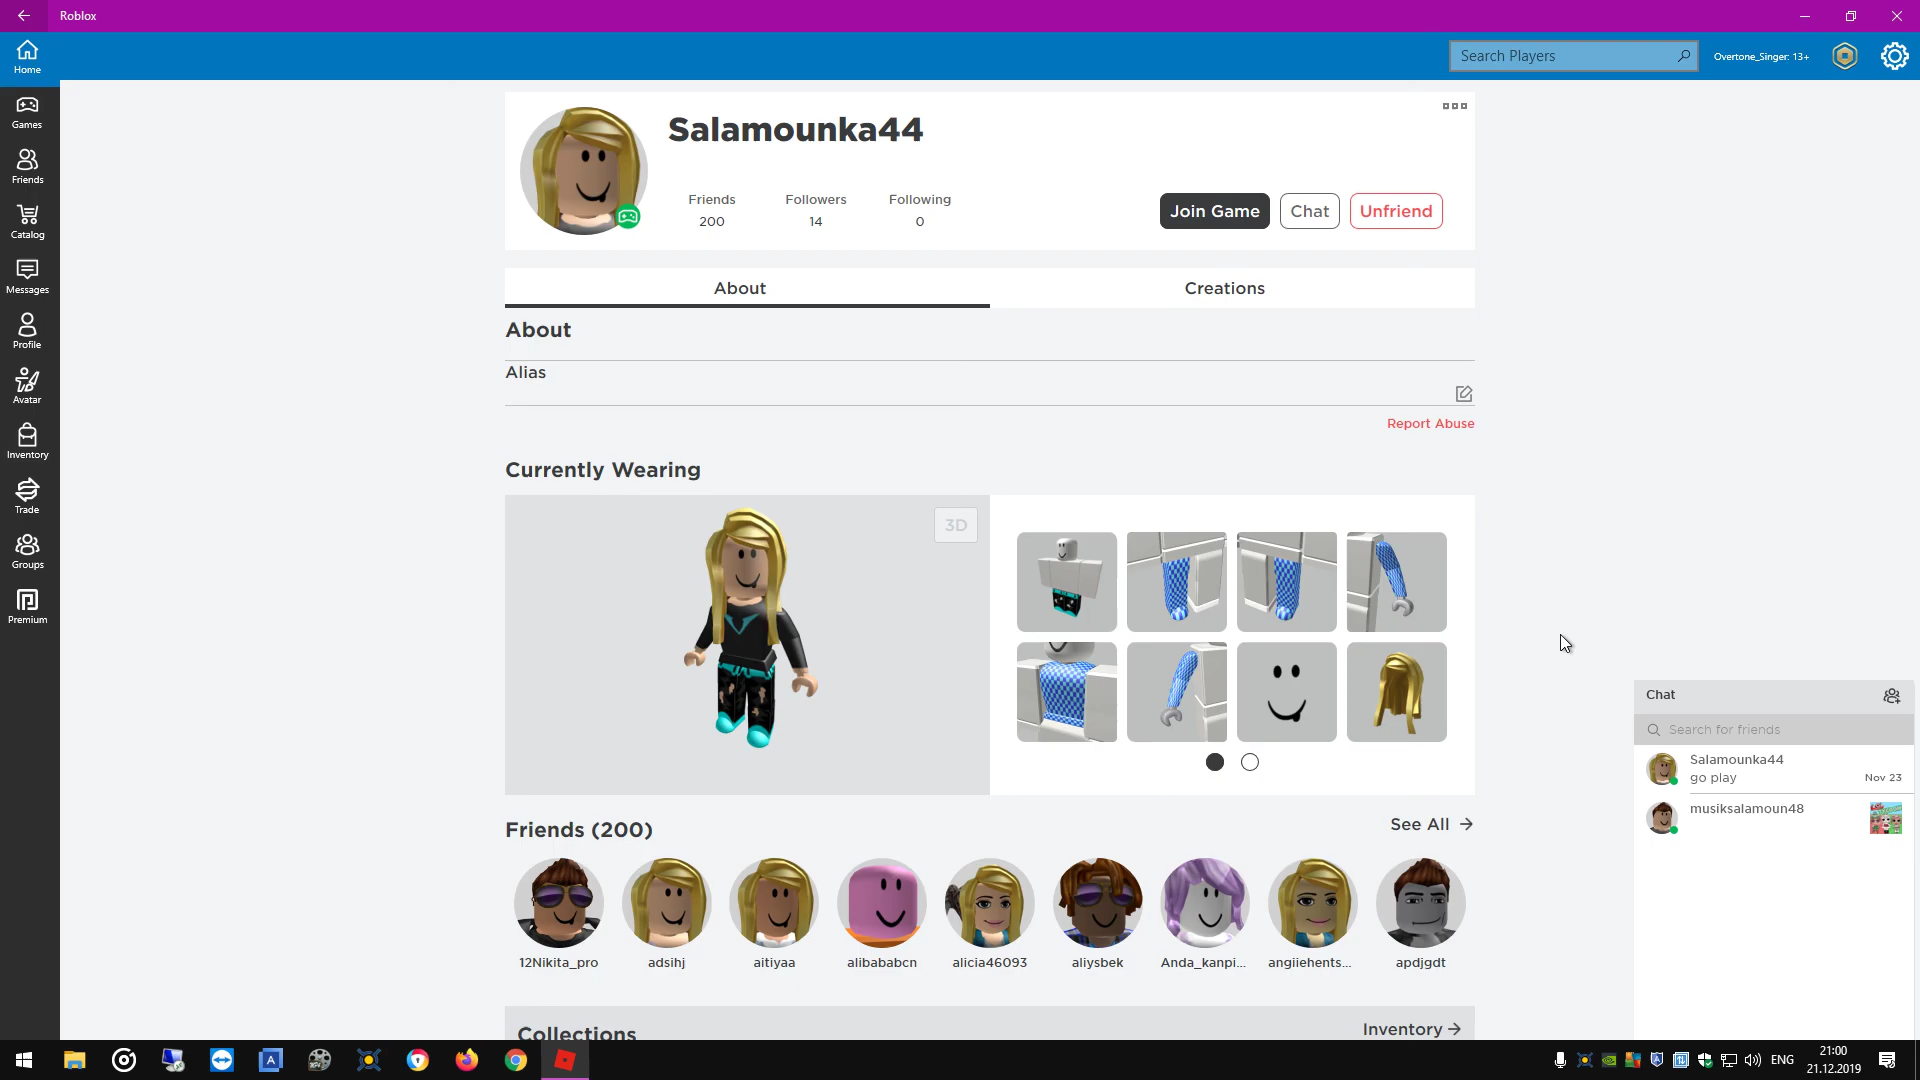 Roblox
Home
Search Players
Overtone_Singer: 13+
Games
Friends
Catalog
Messages
Profile
Avatar
Inventory
Trade
Groups
Premium
Salamounka44
Friends Followers Following
200 14 0
Join Game Chat Unfriend
About Creations
About
Alias
Report Abuse
Currently Wearing
3D
Friends (200)
See All
12Nikita_pro adsihj aitiyaa alibababcn alicia46093 aliysbek Anda_kanpi... angiiehents... apdjgdt
Collections
Inventory
Chat
Search for friends
Salamounka44
go play Nov 23
musiksalamoun48
ENG
21:00
21.12.2019